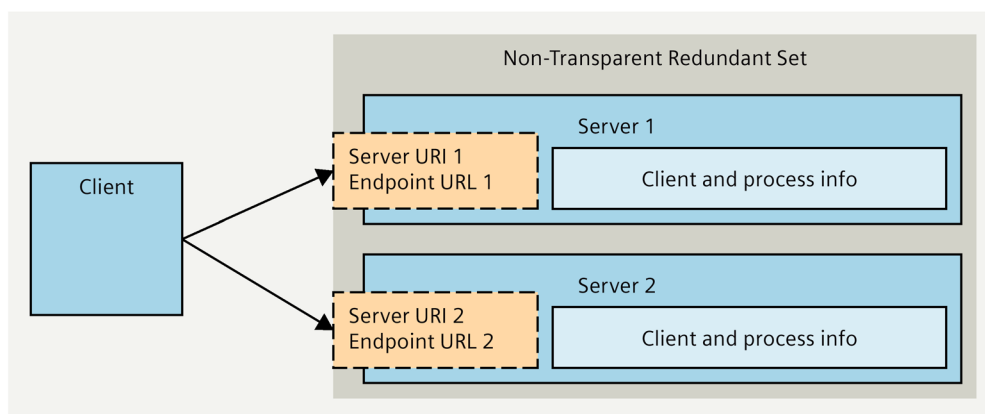 Non-Transparent Redundant Set
Server 1
Server URI 1
Endpoint URL 1
Client and process info
Client
Server 2
Server URI 2
Endpoint URL 2
Client and process info